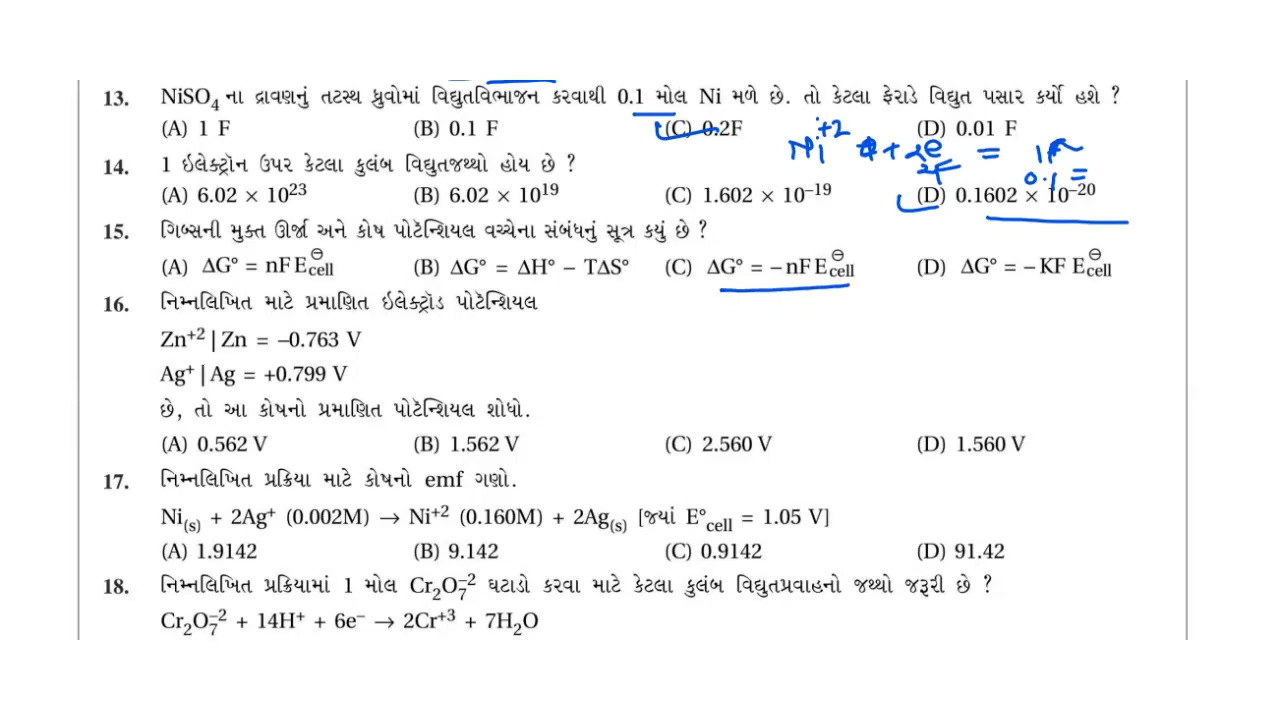 13. NiSO₄ ના દ્રાવણનું તટસ્થ ધ્રુવોમાં વિદ્યુતવિભાજન કરવાથી 0.1 મોલ Ni મળે છે. તો કેટલા ફેરાડે વિદ્યુત પસાર કર્યો હશે ?
(A) 1 F (B) 0.1 F (C) 0.2F (D) 0.01 F
Ni⁺² + 2e = 1
2F 0.1 =
14. 1 ઇલેક્ટ્રૉન ઉપર કેટલા કુલંબ વિદ્યુતજથ્થો હોય છે ?
(A) 6.02 × 10²³ (B) 6.02 × 10¹⁹ (C) 1.602 × 10⁻¹⁹ (D) 0.1602 × 10⁻²⁰
15. ગિબ્સની મુક્ત ઊર્જા અને કોષ પોટૅન્શિયલ વચ્ચેના સંબંધનું સૂત્ર કયું છે ?
(A) ΔG° = nFE⊖cell (B) ΔG° = ΔH° − TΔS° (C) ΔG° = − nFE⊖cell (D) ΔG° = − KF E⊖cell
16. નિમ્નલિખિત માટે પ્રમાણિત ઇલેક્ટ્રૉડ પોટૅન્શિયલ
Zn⁺² | Zn = –0.763 V
Ag⁺ | Ag = +0.799 V
છે, તો આ કોષનો પ્રમાણિત પોટૅન્શિયલ શોધો.
(A) 0.562 V (B) 1.562 V (C) 2.560 V (D) 1.560 V
17. નિમ્નલિખિત પ્રક્રિયા માટે કોષનો emf ગણો.
Ni(s) + 2Ag⁺ (0.002M) → Ni⁺² (0.160M) + 2Ag(s) [જ્યાં E°cell = 1.05 V]
(A) 1.9142 (B) 9.142 (C) 0.9142 (D) 91.42
18. નિમ્નલિખિત પ્રક્રિયામાં 1 મોલ Cr₂O₇⁻² ઘટાડો કરવા માટે કેટલા કુલંબ વિદ્યુતપ્રવાહનો જથ્થો જરૂરી છે ?
Cr₂O₇⁻² + 14H⁺ + 6e⁻ → 2Cr⁺³ + 7H₂O